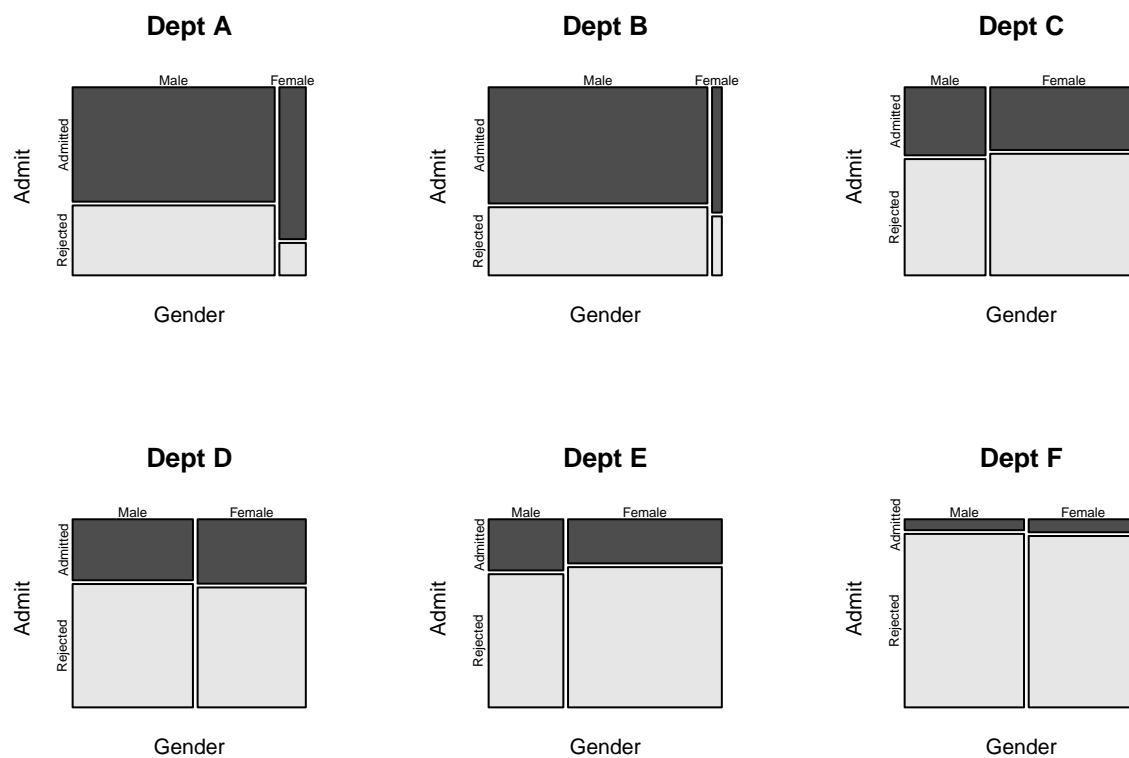 Dept A
Male Female
Admitted
Rejected
Admit
Gender
Dept B
Male Female
Admitted
Rejected
Admit
Gender
Dept C
Male Female
Admitted
Rejected
Admit
Gender
Dept D
Male Female
Admitted
Rejected
Admit
Gender
Dept E
Male Female
Admitted
Rejected
Admit
Gender
Dept F
Male Female
Admitted
Rejected
Admit
Gender